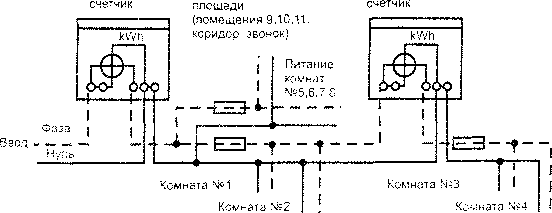 счетчик
площади
(помещения 9,10,11,
коридор, звонок)
счетчик
kWh
kWh
Питание
комнат
№5,6,7,8
Фаза
Ввод
Нуль
Комната №1
Комната №3
Комната №2
Комната №4